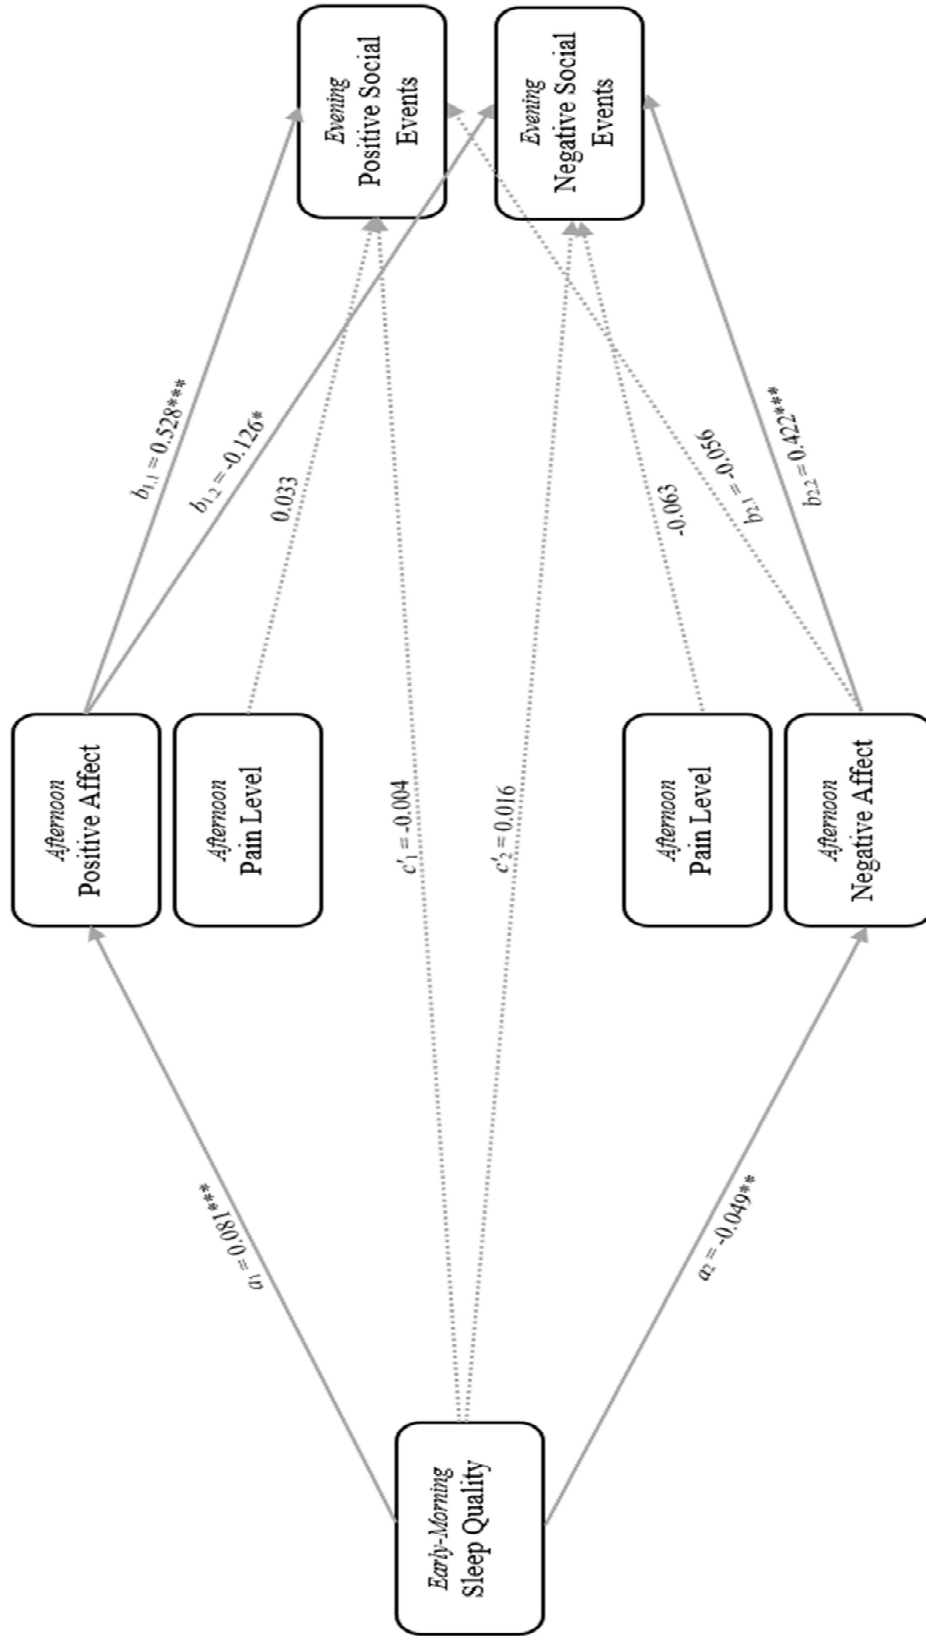 Early-Morning
Sleep Quality
a₁ = 0.081***
a₂ = -0.049**
Afternoon
Positive Affect
Afternoon
Pain Level
c'₁ = -0.004
c'₂ = 0.016
Afternoon
Pain Level
Afternoon
Negative Affect
b₁,₁ = 0.528***
b₁,₂ = -0.126*
0.033
-0.063
b₂,₁ = -0.056
b₂,₂ = 0.422***
Evening
Positive Social
Events
Evening
Negative Social
Events